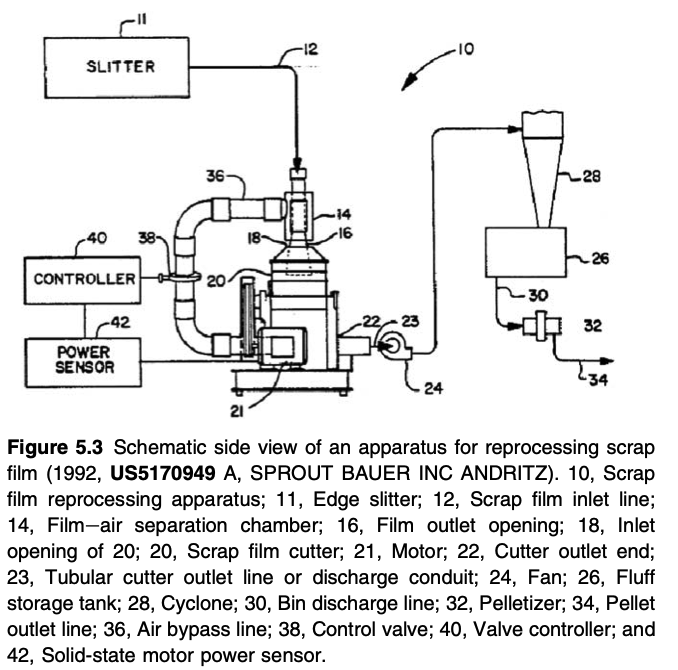 11
SLITTER
12
10
36
28
14
18
16
40
38
CONTROLLER
20
26
42
22
23
30
POWER
SENSOR
32
24
34
21
Figure 5.3 Schematic side view of an apparatus for reprocessing scrap
film (1992, US5170949 A, SPROUT BAUER INC ANDRITZ). 10, Scrap
film reprocessing apparatus; 11, Edge slitter; 12, Scrap film inlet line;
14, Film—air separation chamber; 16, Film outlet opening; 18, Inlet
opening of 20; 20, Scrap film cutter; 21, Motor; 22, Cutter outlet end;
23, Tubular cutter outlet line or discharge conduit; 24, Fan; 26, Fluff
storage tank; 28, Cyclone; 30, Bin discharge line; 32, Pelletizer; 34, Pellet
outlet line; 36, Air bypass line; 38, Control valve; 40, Valve controller; and
42, Solid-state motor power sensor.